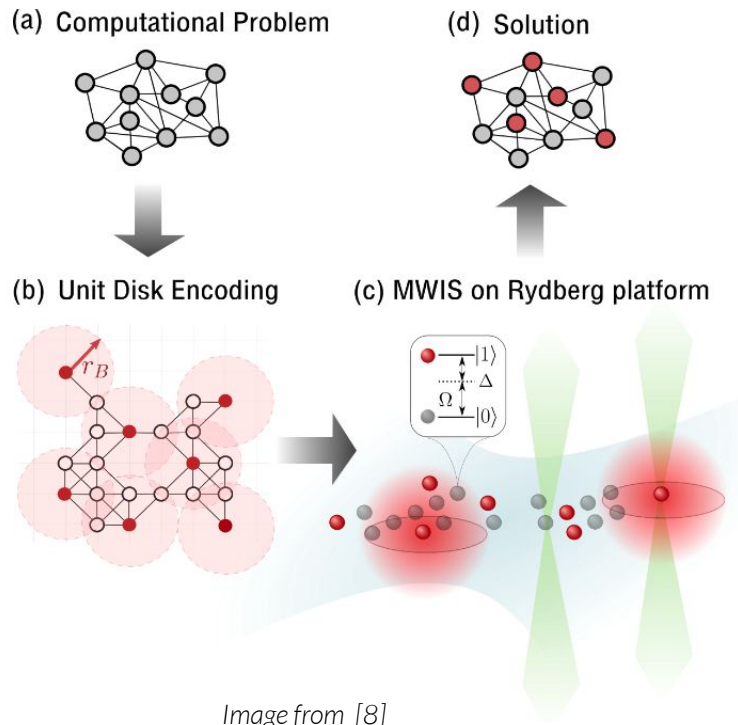 (a) Computational Problem
(d) Solution
(b) Unit Disk Encoding
(c) MWIS on Rydberg platform
r_B
|1⟩
Δ
Ω
|0⟩
Image from [8]